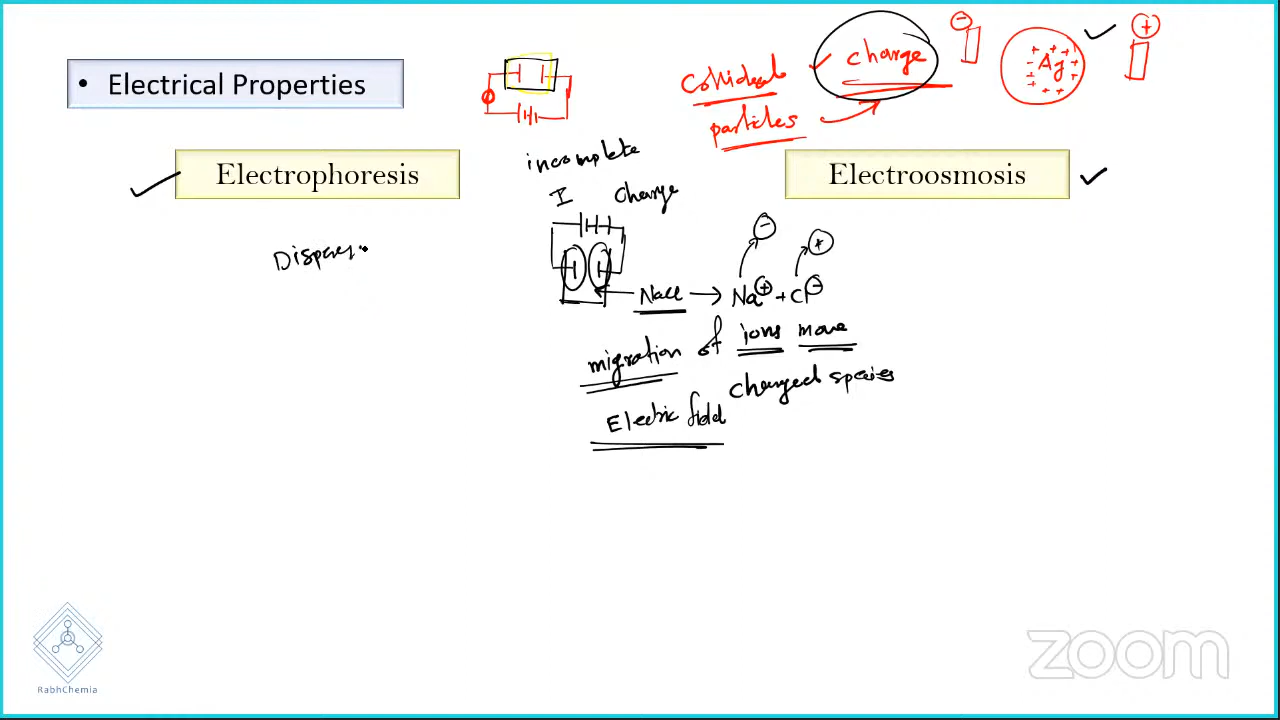 • Electrical Properties
Colloidal charge
particles
Ag
Electrophoresis
Electroosmosis
incomplete
I charge
Dispers
NaCl → Na⊕ + Cl⊖
migration of ions move
charged species
Electric field
RabhChemia
zoom